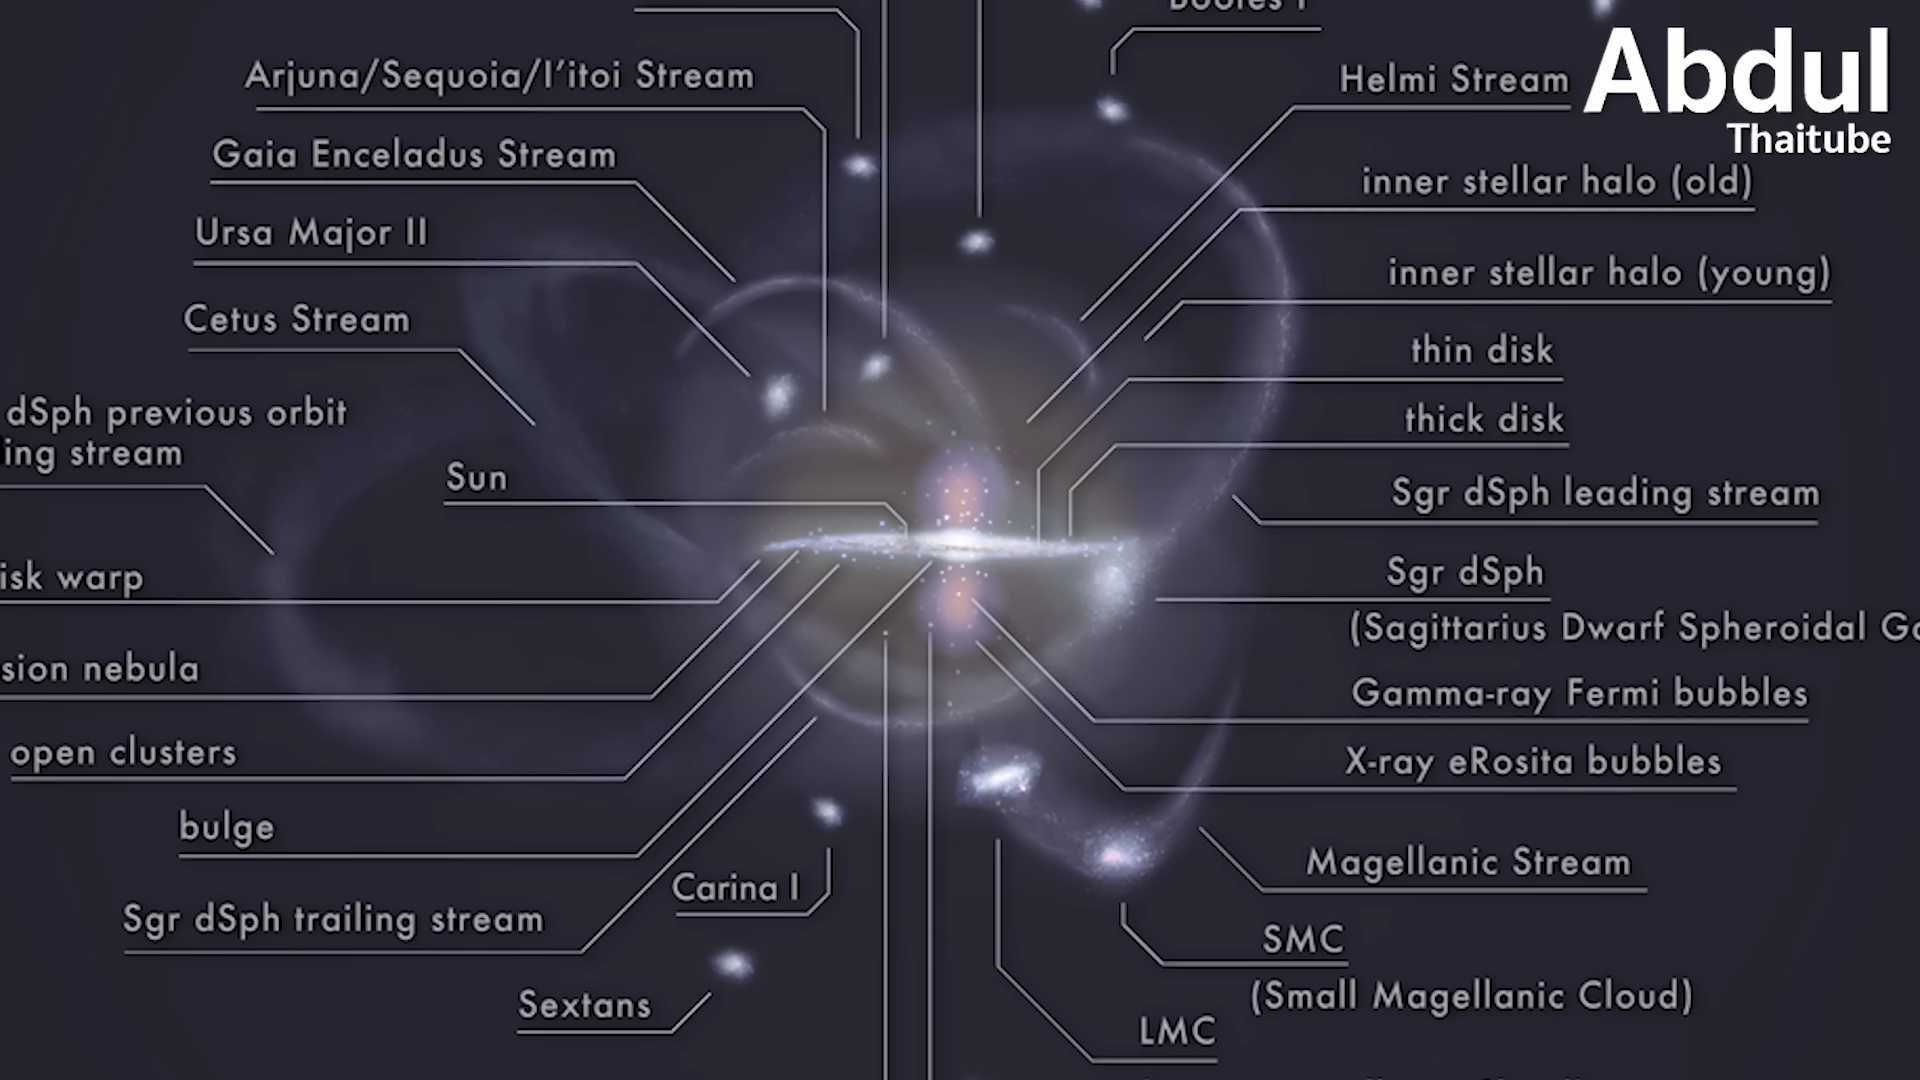 Bootes I
Abdul
Thaitube
Arjuna/Sequoia/I'itoi Stream
Helmi Stream
Gaia Enceladus Stream
inner stellar halo (old)
Ursa Major II
inner stellar halo (young)
Cetus Stream
thin disk
dSph previous orbit
ing stream
thick disk
Sun
Sgr dSph leading stream
isk warp
Sgr dSph
(Sagittarius Dwarf Spheroidal Ga
sion nebula
Gamma-ray Fermi bubbles
open clusters
X-ray eRosita bubbles
bulge
Magellanic Stream
Carina I
Sgr dSph trailing stream
SMC
(Small Magellanic Cloud)
Sextans
LMC